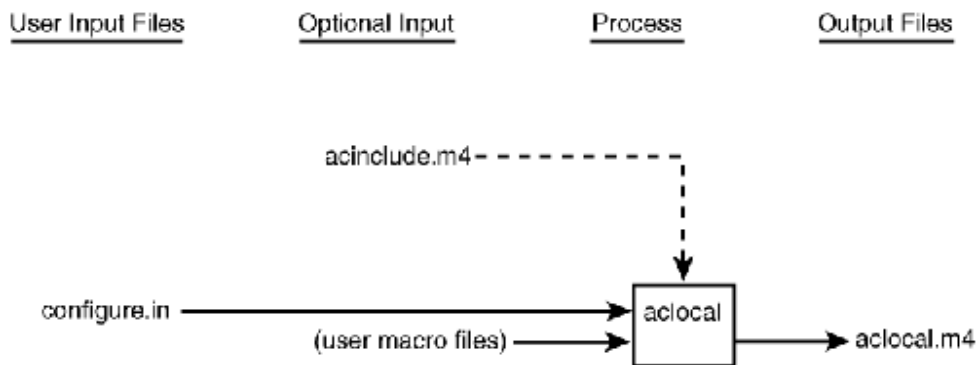 User Input Files
Optional Input
Process
Output Files
acinclude.m4
configure.in
aclocal
(user macro files)
aclocal.m4